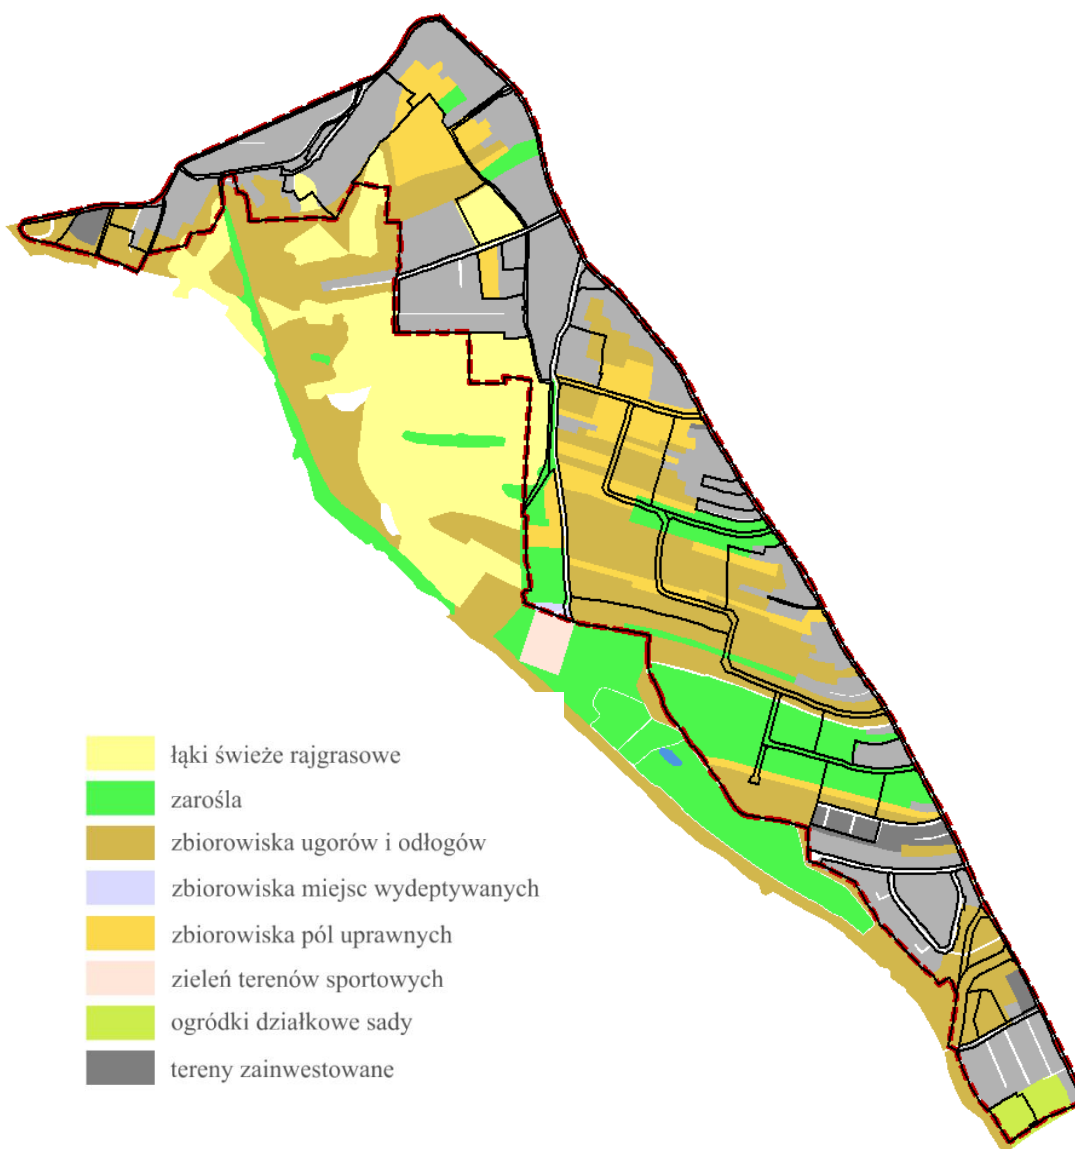 łąki świeże rajgrasowe
zarośla
zbiorowiska ugorów i odłogów
zbiorowiska miejsc wydeptywanych
zbiorowiska pól uprawnych
zieleń terenów sportowych
ogródki działkowe sady
tereny zainwestowane